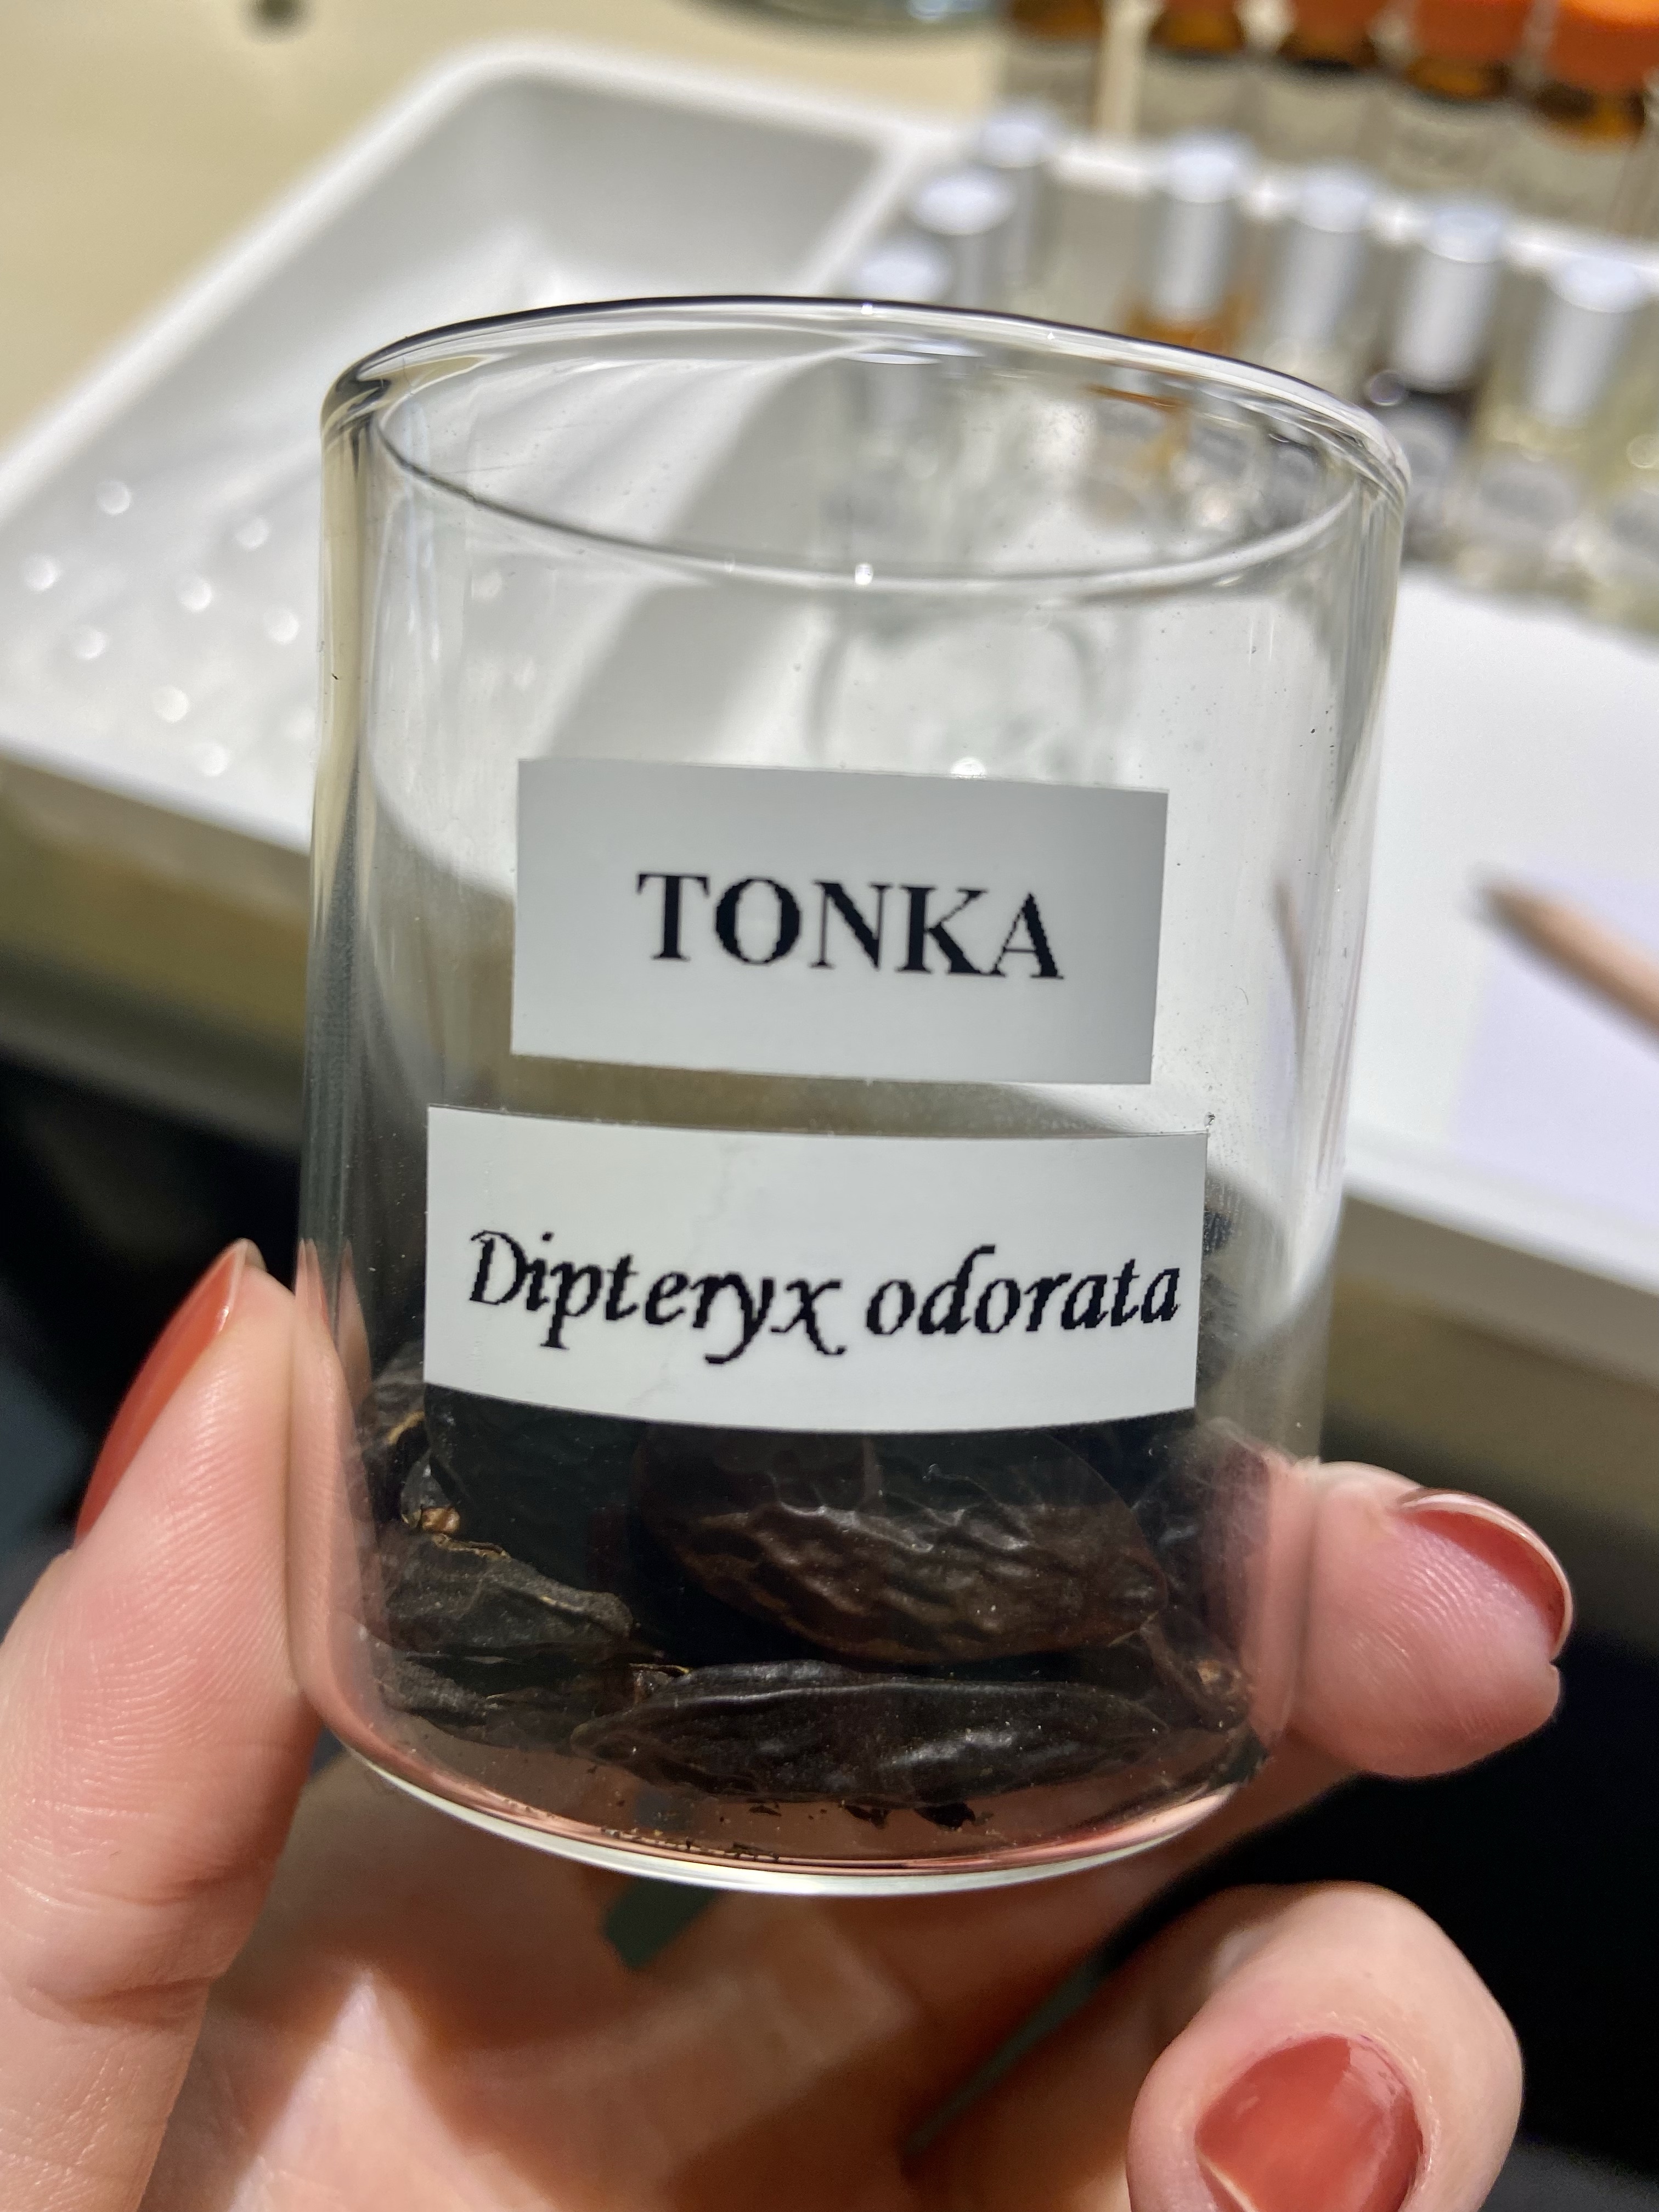 TONKA
Dipteryx odorata